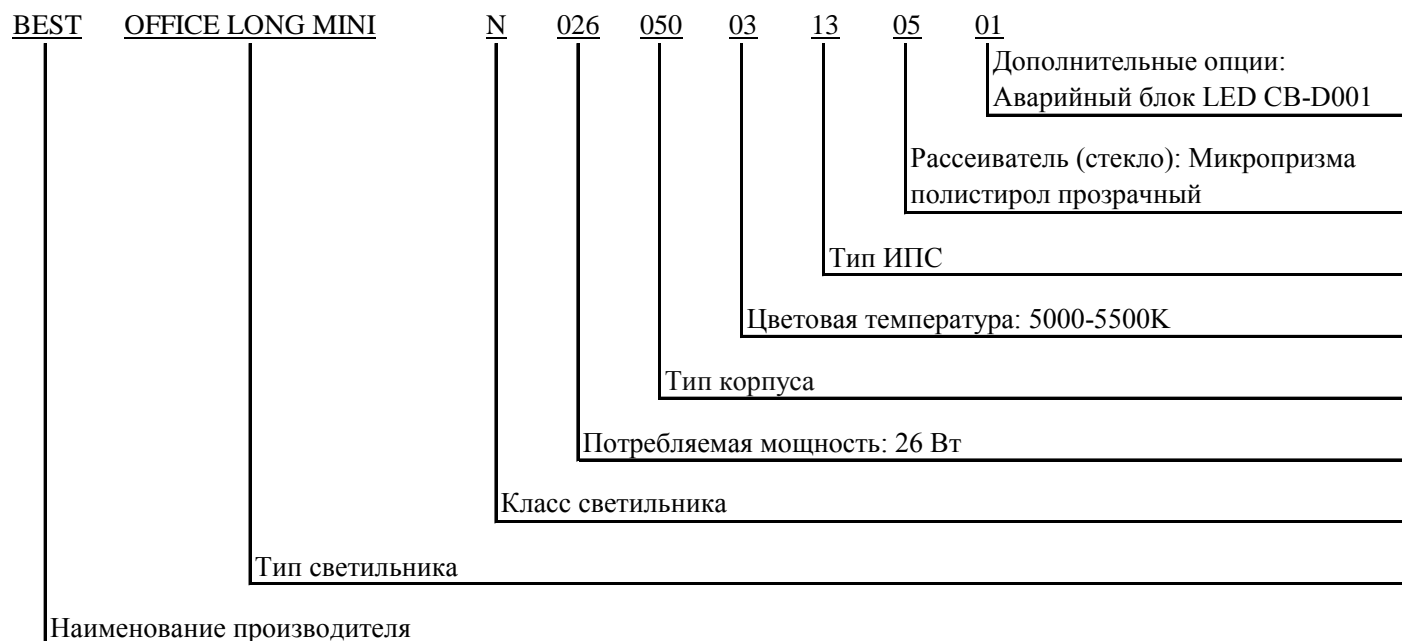 BEST OFFICE LONG MINI N 026 050 03 13 05 01
Дополнительные опции:
Аварийный блок LED CB-D001
Рассеиватель (стекло): Микропризма
полистирол прозрачный
Тип ИПС
Цветовая температура: 5000-5500K
Тип корпуса
Потребляемая мощность: 26 Вт
Класс светильника
Тип светильника
Наименование производителя